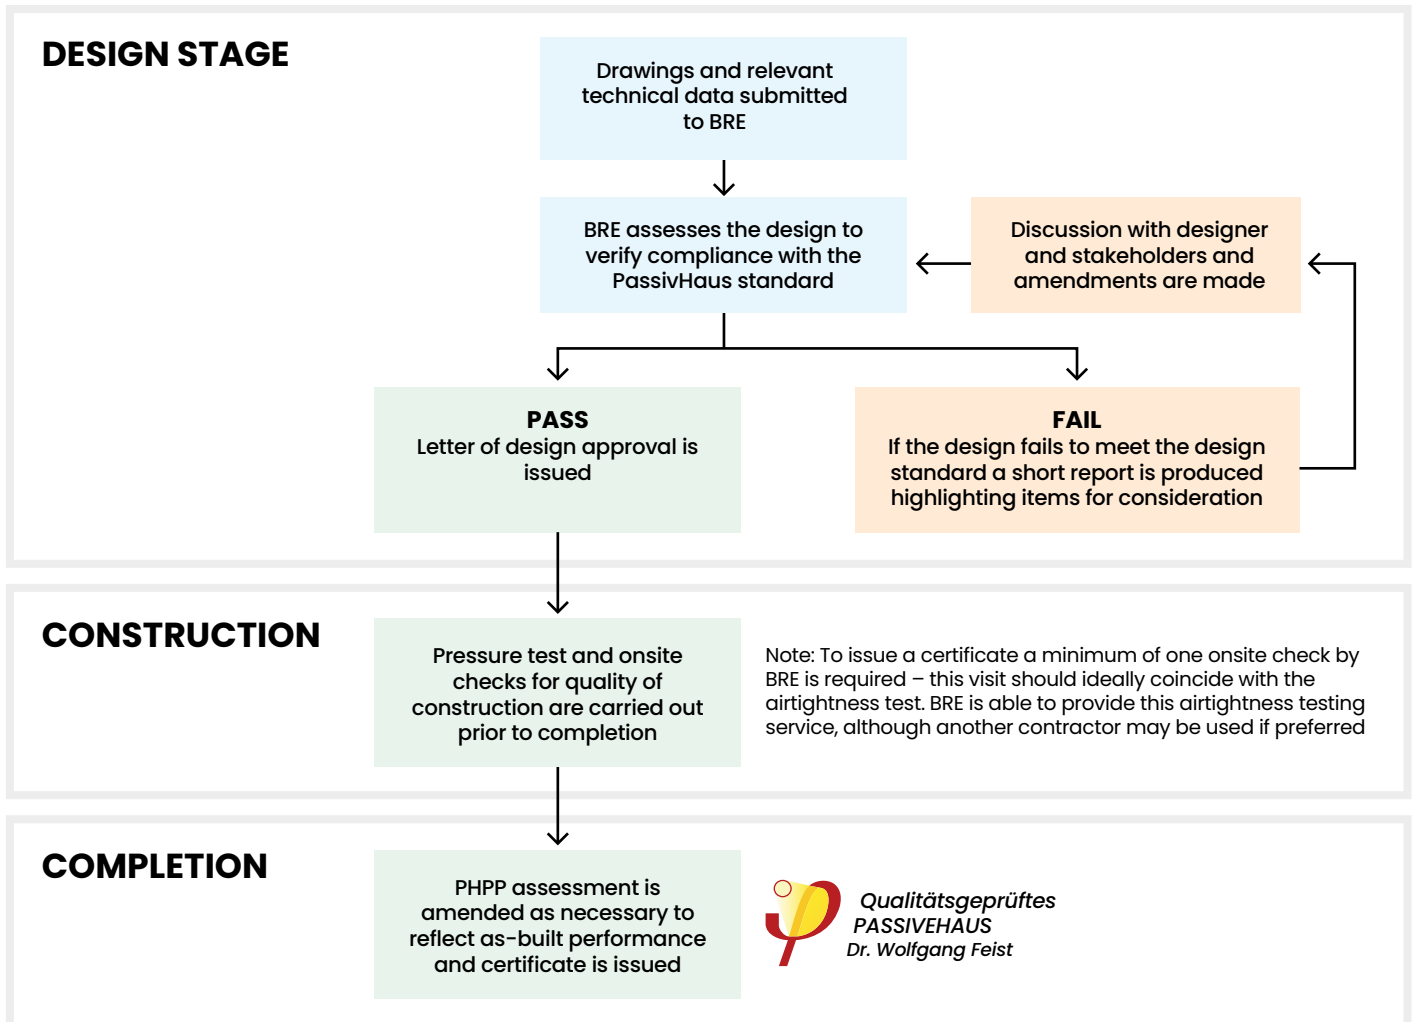 DESIGN STAGE
Drawings and relevant
technical data submitted
to BRE
BRE assesses the design to
verify compliance with the
PassivHaus standard
Discussion with designer
and stakeholders and
amendments are made
PASS
Letter of design approval is
issued
FAIL
If the design fails to meet the design
standard a short report is produced
highlighting items for consideration
CONSTRUCTION
Pressure test and onsite
checks for quality of
construction are carried out
prior to completion
Note: To issue a certificate a minimum of one onsite check by
BRE is required – this visit should ideally coincide with the
airtightness test. BRE is able to provide this airtightness testing
service, although another contractor may be used if preferred
COMPLETION
PHPP assessment is
amended as necessary to
reflect as-built performance
and certificate is issued
Qualitätsgeprüftes
PASSIVEHAUS
Dr. Wolfgang Feist